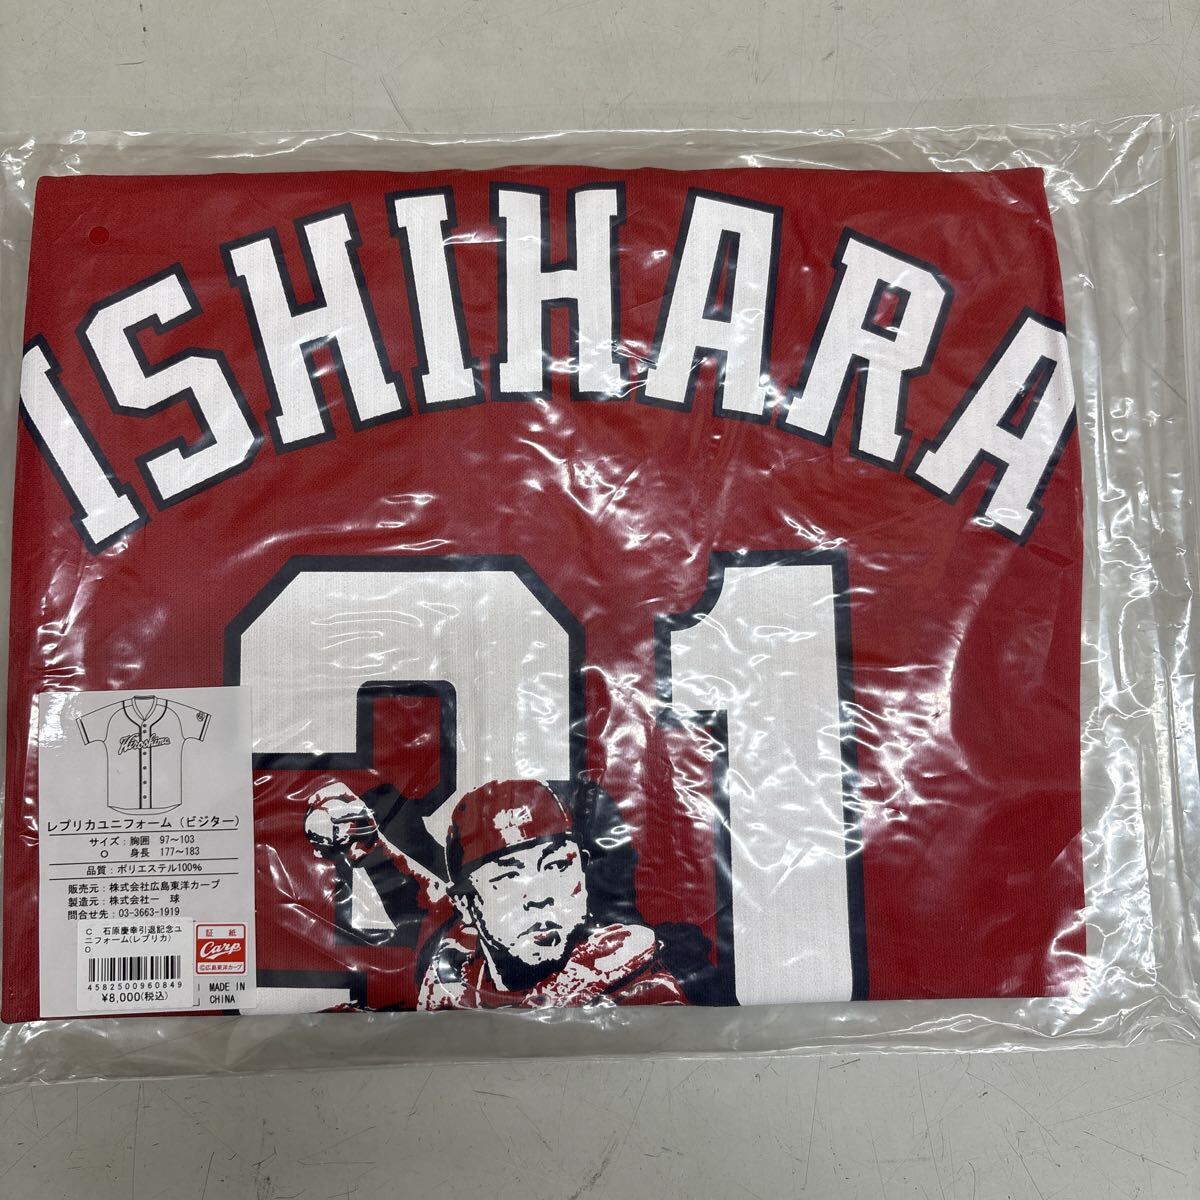 ISHIHARA
31
Hiroshima
レプリカユニフォーム (ビジター)
サイズ:胸囲 97〜103
O 身長 177〜183
品質:ポリエステル100%
販売元:株式会社広島東洋カープ
製造元:株式会社一 球
問合せ先:03-3663-1919
C 石原慶幸引退記念ユ
ニフォーム(レプリカ)
O
4582500960849
¥8,000(税込)
証 紙
Carp
©広島東洋カープ
MADE IN
CHINA